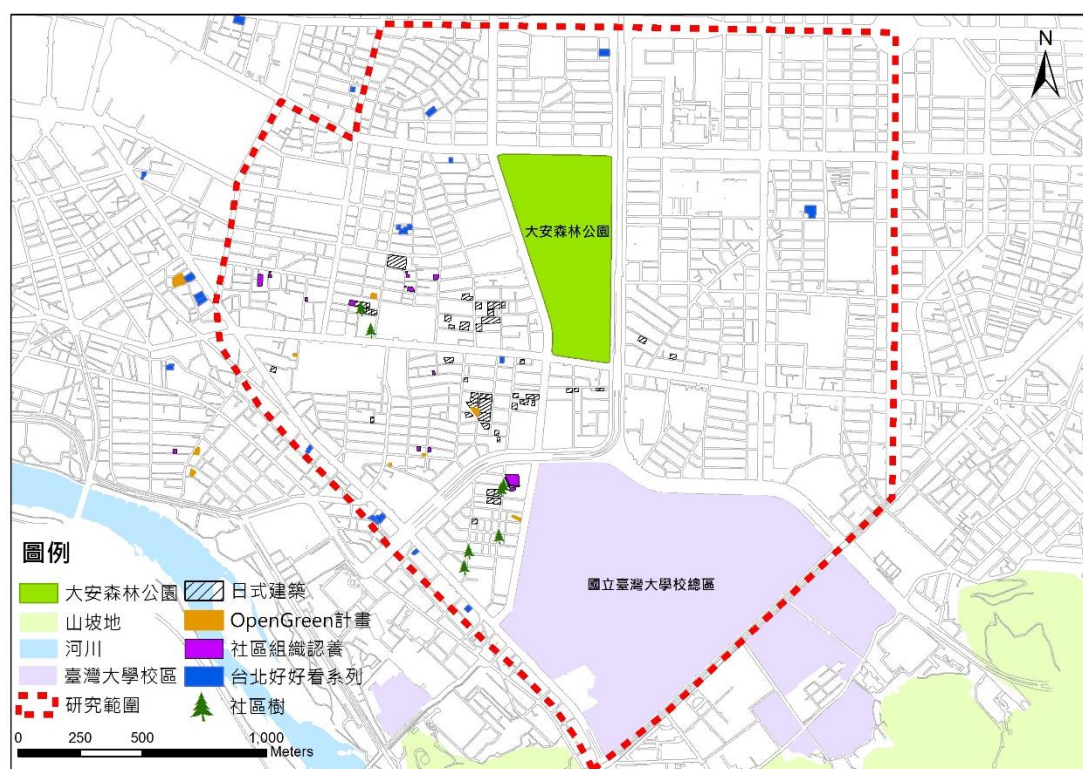 N
大安森林公園
國立臺灣大學校總區
圖例
大安森林公園
日式建築
山坡地
OpenGreen計畫
河川
社區組織認養
臺灣大學校區
台北好好看系列
研究範圍
社區樹
0 250 500 1,000
Meters